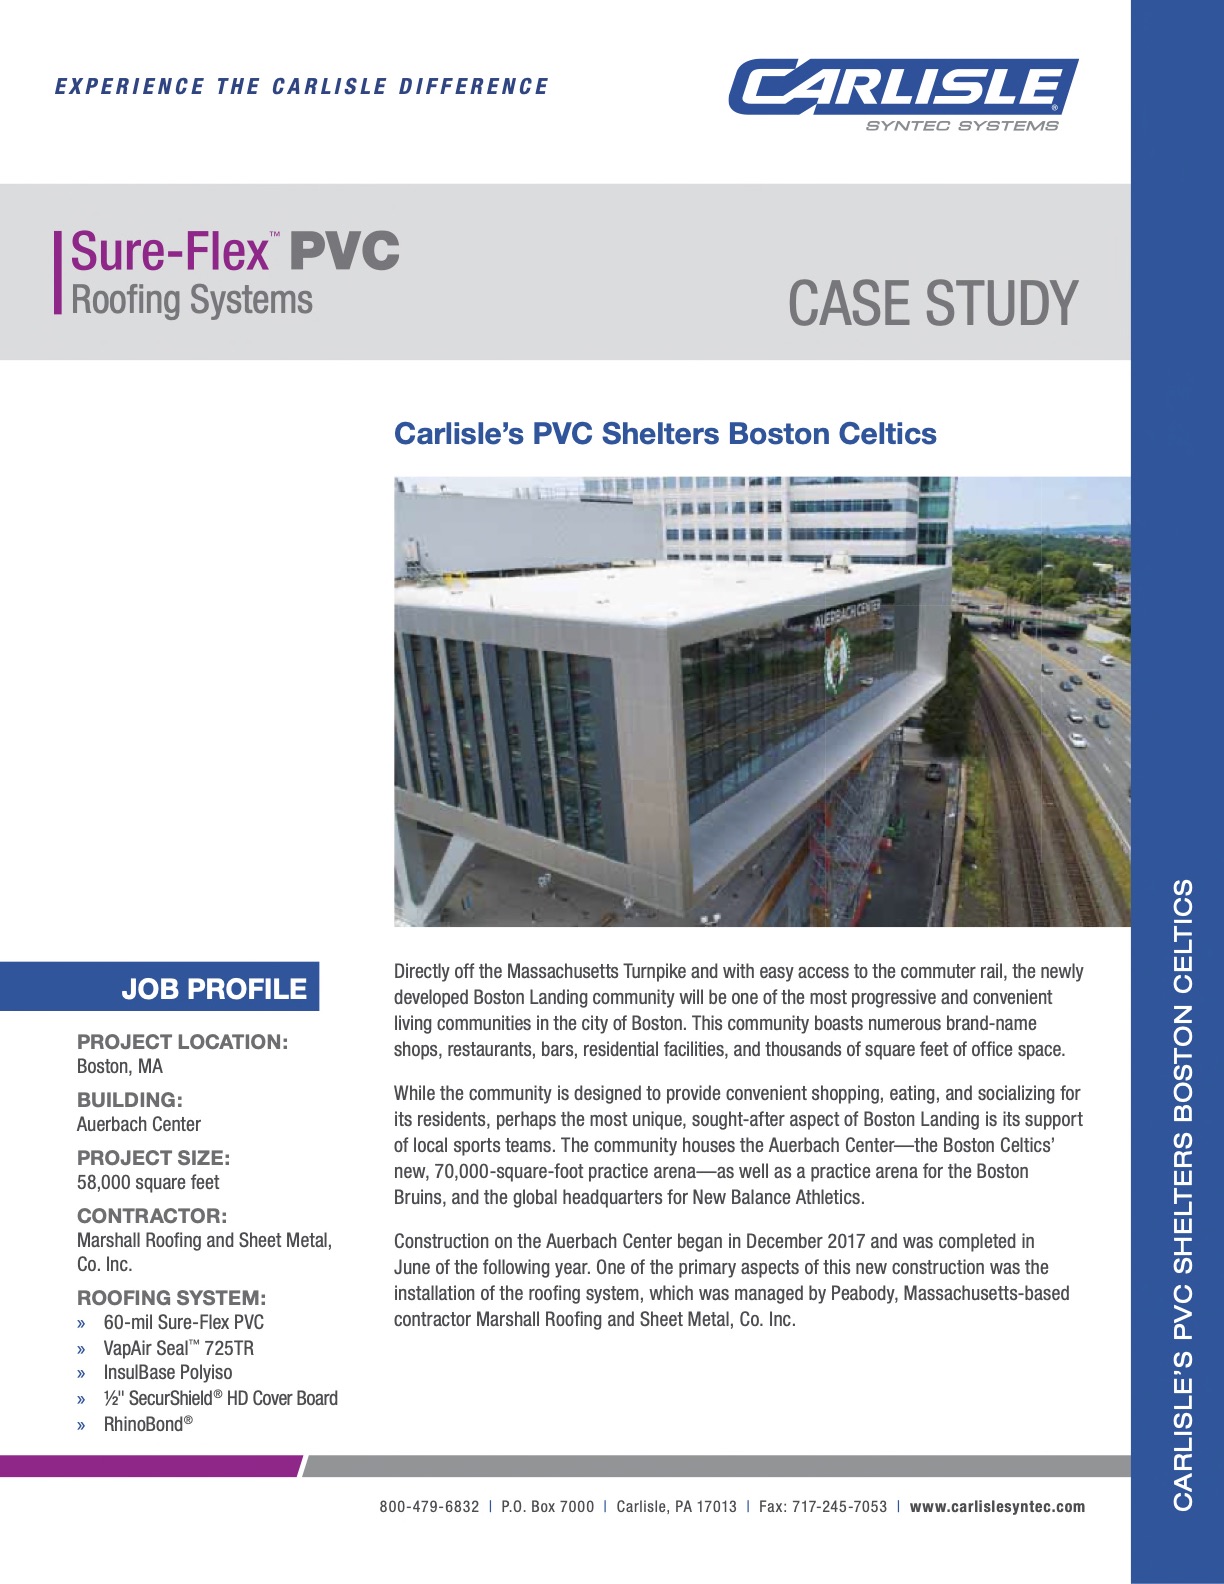 EXPERIENCE THE CARLISLE DIFFERENCE
CARLISLE®
SYNTEC SYSTEMS
Sure-Flex™ PVC
Roofing Systems
CASE STUDY
Carlisle’s PVC Shelters Boston Celtics
AUERBACH CENTER
JOB PROFILE
PROJECT LOCATION:
Boston, MA
BUILDING:
Auerbach Center
PROJECT SIZE:
58,000 square feet
CONTRACTOR:
Marshall Roofing and Sheet Metal,
Co. Inc.
ROOFING SYSTEM:
» 60-mil Sure-Flex PVC
» VapAir Seal™ 725TR
» InsulBase Polyiso
» ½" SecurShield® HD Cover Board
» RhinoBond®
Directly off the Massachusetts Turnpike and with easy access to the commuter rail, the newly
developed Boston Landing community will be one of the most progressive and convenient
living communities in the city of Boston. This community boasts numerous brand-name
shops, restaurants, bars, residential facilities, and thousands of square feet of office space.
While the community is designed to provide convenient shopping, eating, and socializing for
its residents, perhaps the most unique, sought-after aspect of Boston Landing is its support
of local sports teams. The community houses the Auerbach Center—the Boston Celtics’
new, 70,000-square-foot practice arena—as well as a practice arena for the Boston
Bruins, and the global headquarters for New Balance Athletics.
Construction on the Auerbach Center began in December 2017 and was completed in
June of the following year. One of the primary aspects of this new construction was the
installation of the roofing system, which was managed by Peabody, Massachusetts-based
contractor Marshall Roofing and Sheet Metal, Co. Inc.
800-479-6832 | P.O. Box 7000 | Carlisle, PA 17013 | Fax: 717-245-7053 | www.carlislesyntec.com
CARLISLE’S PVC SHELTERS BOSTON CELTICS